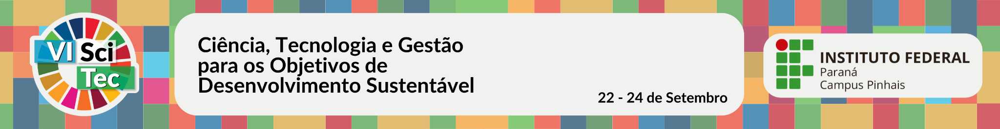 VI Sci
Tec
Ciência, Tecnologia e Gestão
para os Objetivos de
Desenvolvimento Sustentável
22 - 24 de Setembro
INSTITUTO FEDERAL
Paraná
Campus Pinhais